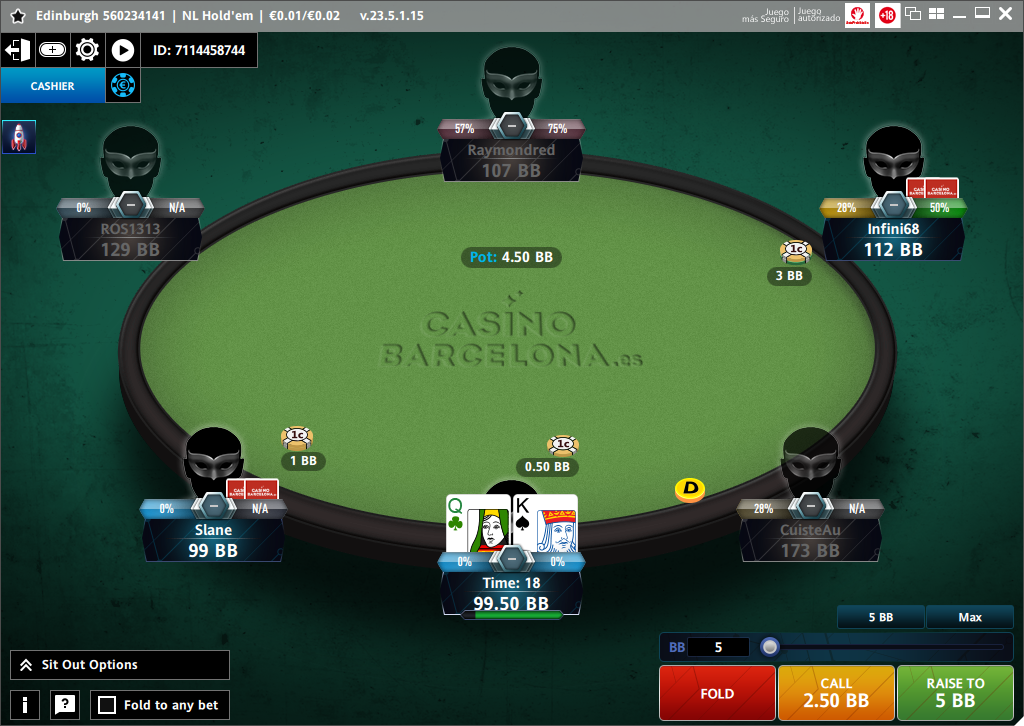 Edinburgh 560234141 | NL Hold'em | €0.01/€0.02 v.23.5.1.15
Juego más Seguro
Juego autorizado
+18
ID: 7114458744
CASHIER
57% 75%
Raymondred
107 BB
0% N/A
ROS1313
129 BB
28% 50%
Infini68
112 BB
Pot: 4.50 BB
1c
3 BB
CASINO
BARCELONA.es
1c
1 BB
1c
0.50 BB
D
0% N/A
Slane
99 BB
Q K
0% 0%
Time: 18
99.50 BB
28% N/A
CuisteAu
173 BB
5 BB Max
BB 5
Sit Out Options
Fold to any bet
FOLD
CALL
2.50 BB
RAISE TO
5 BB